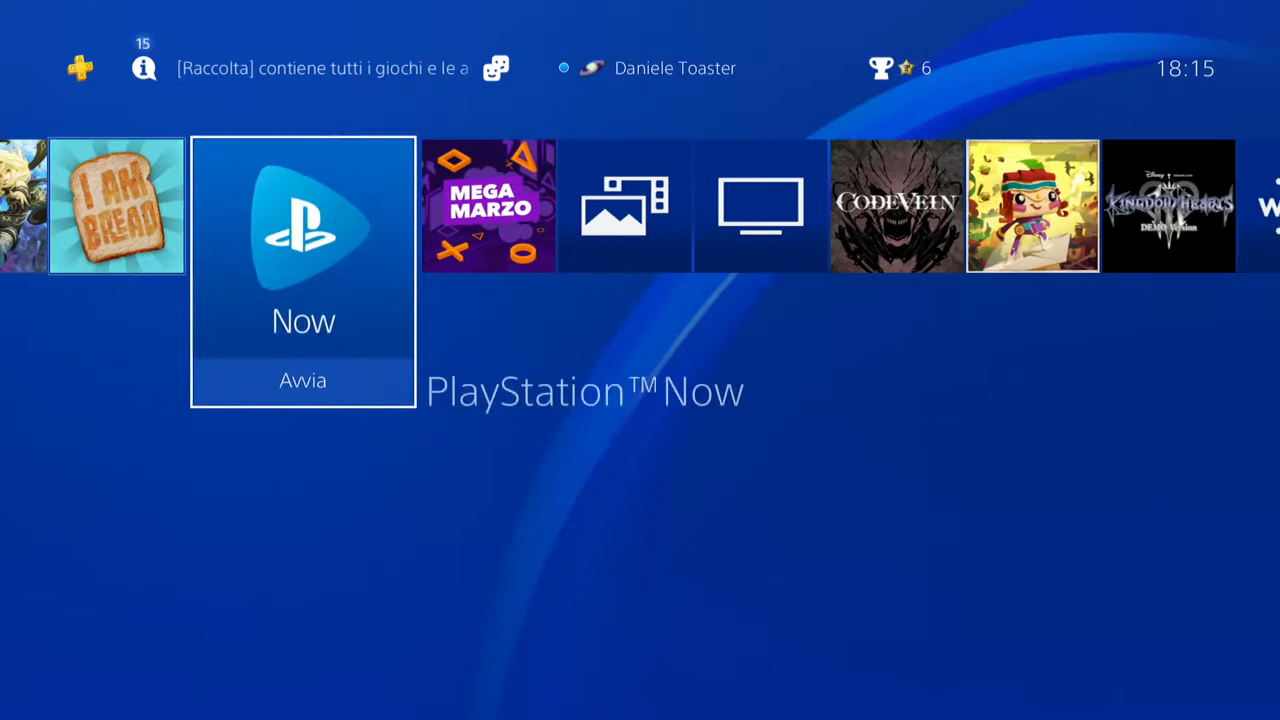 15
[Raccolta] contiene tutti i giochi e le a
Daniele Toaster
6
18:15
I AM
BREAD
Now
Avvia
MEGA
MARZO
CODE VEIN
Disney
KINGDOM HEARTS
DEMO Version
W
PlayStation™Now